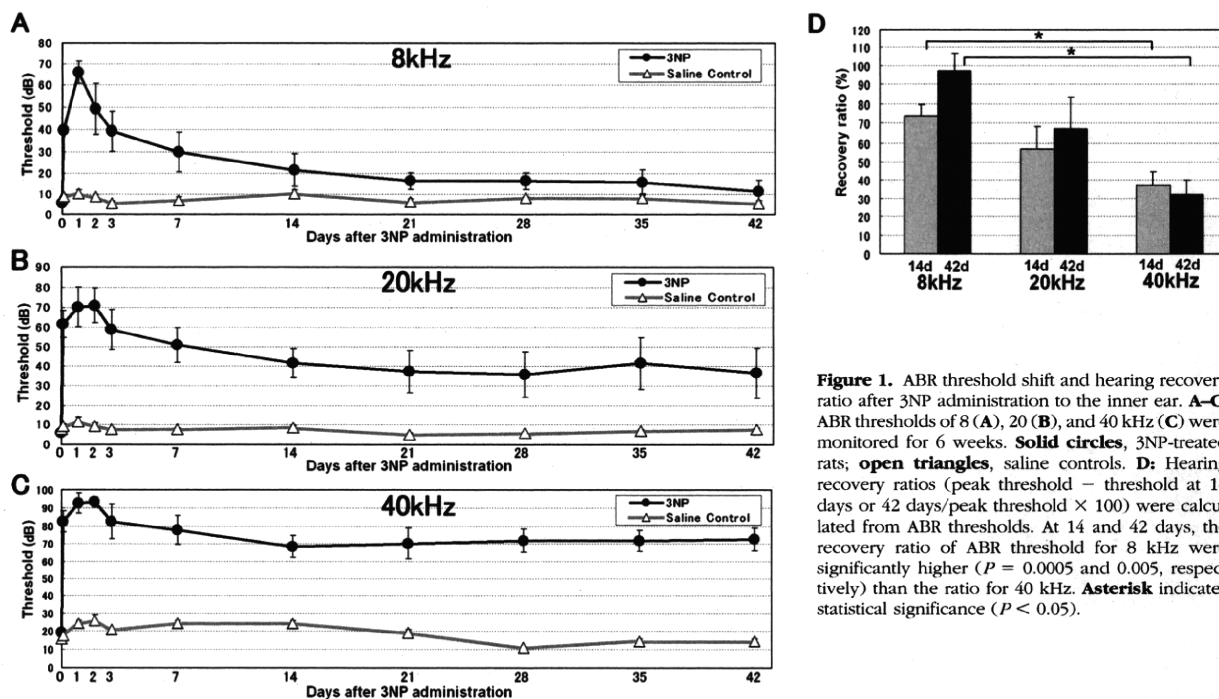 A
8kHz
3NP
Saline Control
Threshold (dB)
80
70
60
50
40
30
20
10
0
0 1 2 3 7 14 21 28 35 42
Days after 3NP administration
B
20kHz
3NP
Saline Control
Threshold (dB)
90
80
70
60
50
40
30
20
10
0
0 1 2 3 7 14 21 28 35 42
Days after 3NP administration
C
40kHz
3NP
Saline Control
Threshold (dB)
100
90
80
70
60
50
40
30
20
10
0
0 1 2 3 7 14 21 28 35 42
Days after 3NP administration
D
Recovery ratio (%)
120
110
100
90
80
70
60
50
40
30
20
10
0
*
*
14d 42d 14d 42d 14d 42d
8kHz 20kHz 40kHz
Figure 1. ABR threshold shift and hearing recover
ratio after 3NP administration to the inner ear. A–C
ABR thresholds of 8 (A), 20 (B), and 40 kHz (C) wer
monitored for 6 weeks. Solid circles, 3NP-treate
rats; open triangles, saline controls. D: Hearin
recovery ratios (peak threshold − threshold at 1
days or 42 days/peak threshold × 100) were calcu
lated from ABR thresholds. At 14 and 42 days, th
recovery ratio of ABR threshold for 8 kHz wer
significantly higher (P = 0.0005 and 0.005, respec
tively) than the ratio for 40 kHz. Asterisk indicate
statistical significance (P < 0.05).